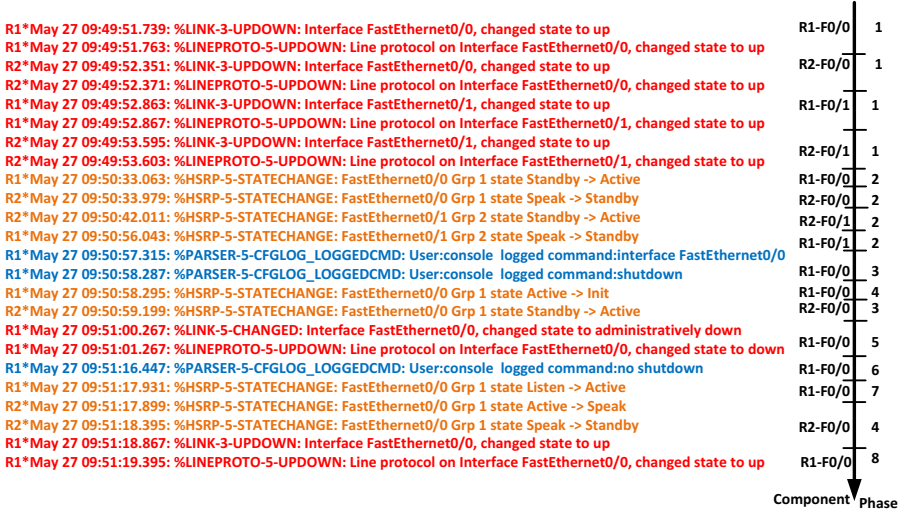 R1*May 27 09:49:51.739: %LINK-3-UPDOWN: Interface FastEthernet0/0, changed state to up
R1-F0/0 1
R1*May 27 09:49:51.763: %LINEPROTO-5-UPDOWN: Line protocol on Interface FastEthernet0/0, changed state to up
R2*May 27 09:49:52.351: %LINK-3-UPDOWN: Interface FastEthernet0/0, changed state to up
R2-F0/0 1
R2*May 27 09:49:52.371: %LINEPROTO-5-UPDOWN: Line protocol on Interface FastEthernet0/0, changed state to up
R1*May 27 09:49:52.863: %LINK-3-UPDOWN: Interface FastEthernet0/1, changed state to up
R1-F0/1 1
R1*May 27 09:49:52.867: %LINEPROTO-5-UPDOWN: Line protocol on Interface FastEthernet0/1, changed state to up
R2*May 27 09:49:53.595: %LINK-3-UPDOWN: Interface FastEthernet0/1, changed state to up
R2-F0/1 1
R2*May 27 09:49:53.603: %LINEPROTO-5-UPDOWN: Line protocol on Interface FastEthernet0/1, changed state to up
R1*May 27 09:50:33.063: %HSRP-5-STATECHANGE: FastEthernet0/0 Grp 1 state Standby -> Active
R1-F0/0 2
R2*May 27 09:50:33.979: %HSRP-5-STATECHANGE: FastEthernet0/0 Grp 1 state Speak -> Standby
R2-F0/0 2
R2*May 27 09:50:42.011: %HSRP-5-STATECHANGE: FastEthernet0/1 Grp 2 state Standby -> Active
R2-F0/1 2
R1*May 27 09:50:56.043: %HSRP-5-STATECHANGE: FastEthernet0/1 Grp 2 state Speak -> Standby
R1-F0/1 2
R1*May 27 09:50:57.315: %PARSER-5-CFGLOG_LOGGEDCMD: User:console  logged command:interface FastEthernet0/0
R1-F0/0 3
R1*May 27 09:50:58.287: %PARSER-5-CFGLOG_LOGGEDCMD: User:console  logged command:shutdown
R1*May 27 09:50:58.295: %HSRP-5-STATECHANGE: FastEthernet0/0 Grp 1 state Active -> Init
R1-F0/0 4
R2*May 27 09:50:59.199: %HSRP-5-STATECHANGE: FastEthernet0/0 Grp 1 state Standby -> Active
R2-F0/0 3
R1*May 27 09:51:00.267: %LINK-5-CHANGED: Interface FastEthernet0/0, changed state to administratively down
R1-F0/0 5
R1*May 27 09:51:01.267: %LINEPROTO-5-UPDOWN: Line protocol on Interface FastEthernet0/0, changed state to down
R1*May 27 09:51:16.447: %PARSER-5-CFGLOG_LOGGEDCMD: User:console  logged command:no shutdown
R1-F0/0 6
R1*May 27 09:51:17.931: %HSRP-5-STATECHANGE: FastEthernet0/0 Grp 1 state Listen -> Active
R1-F0/0 7
R2*May 27 09:51:17.899: %HSRP-5-STATECHANGE: FastEthernet0/0 Grp 1 state Active -> Speak
R2*May 27 09:51:18.395: %HSRP-5-STATECHANGE: FastEthernet0/0 Grp 1 state Speak -> Standby
R2-F0/0 4
R1*May 27 09:51:18.867: %LINK-3-UPDOWN: Interface FastEthernet0/0, changed state to up
R1*May 27 09:51:19.395: %LINEPROTO-5-UPDOWN: Line protocol on Interface FastEthernet0/0, changed state to up
R1-F0/0 8
Component Phase